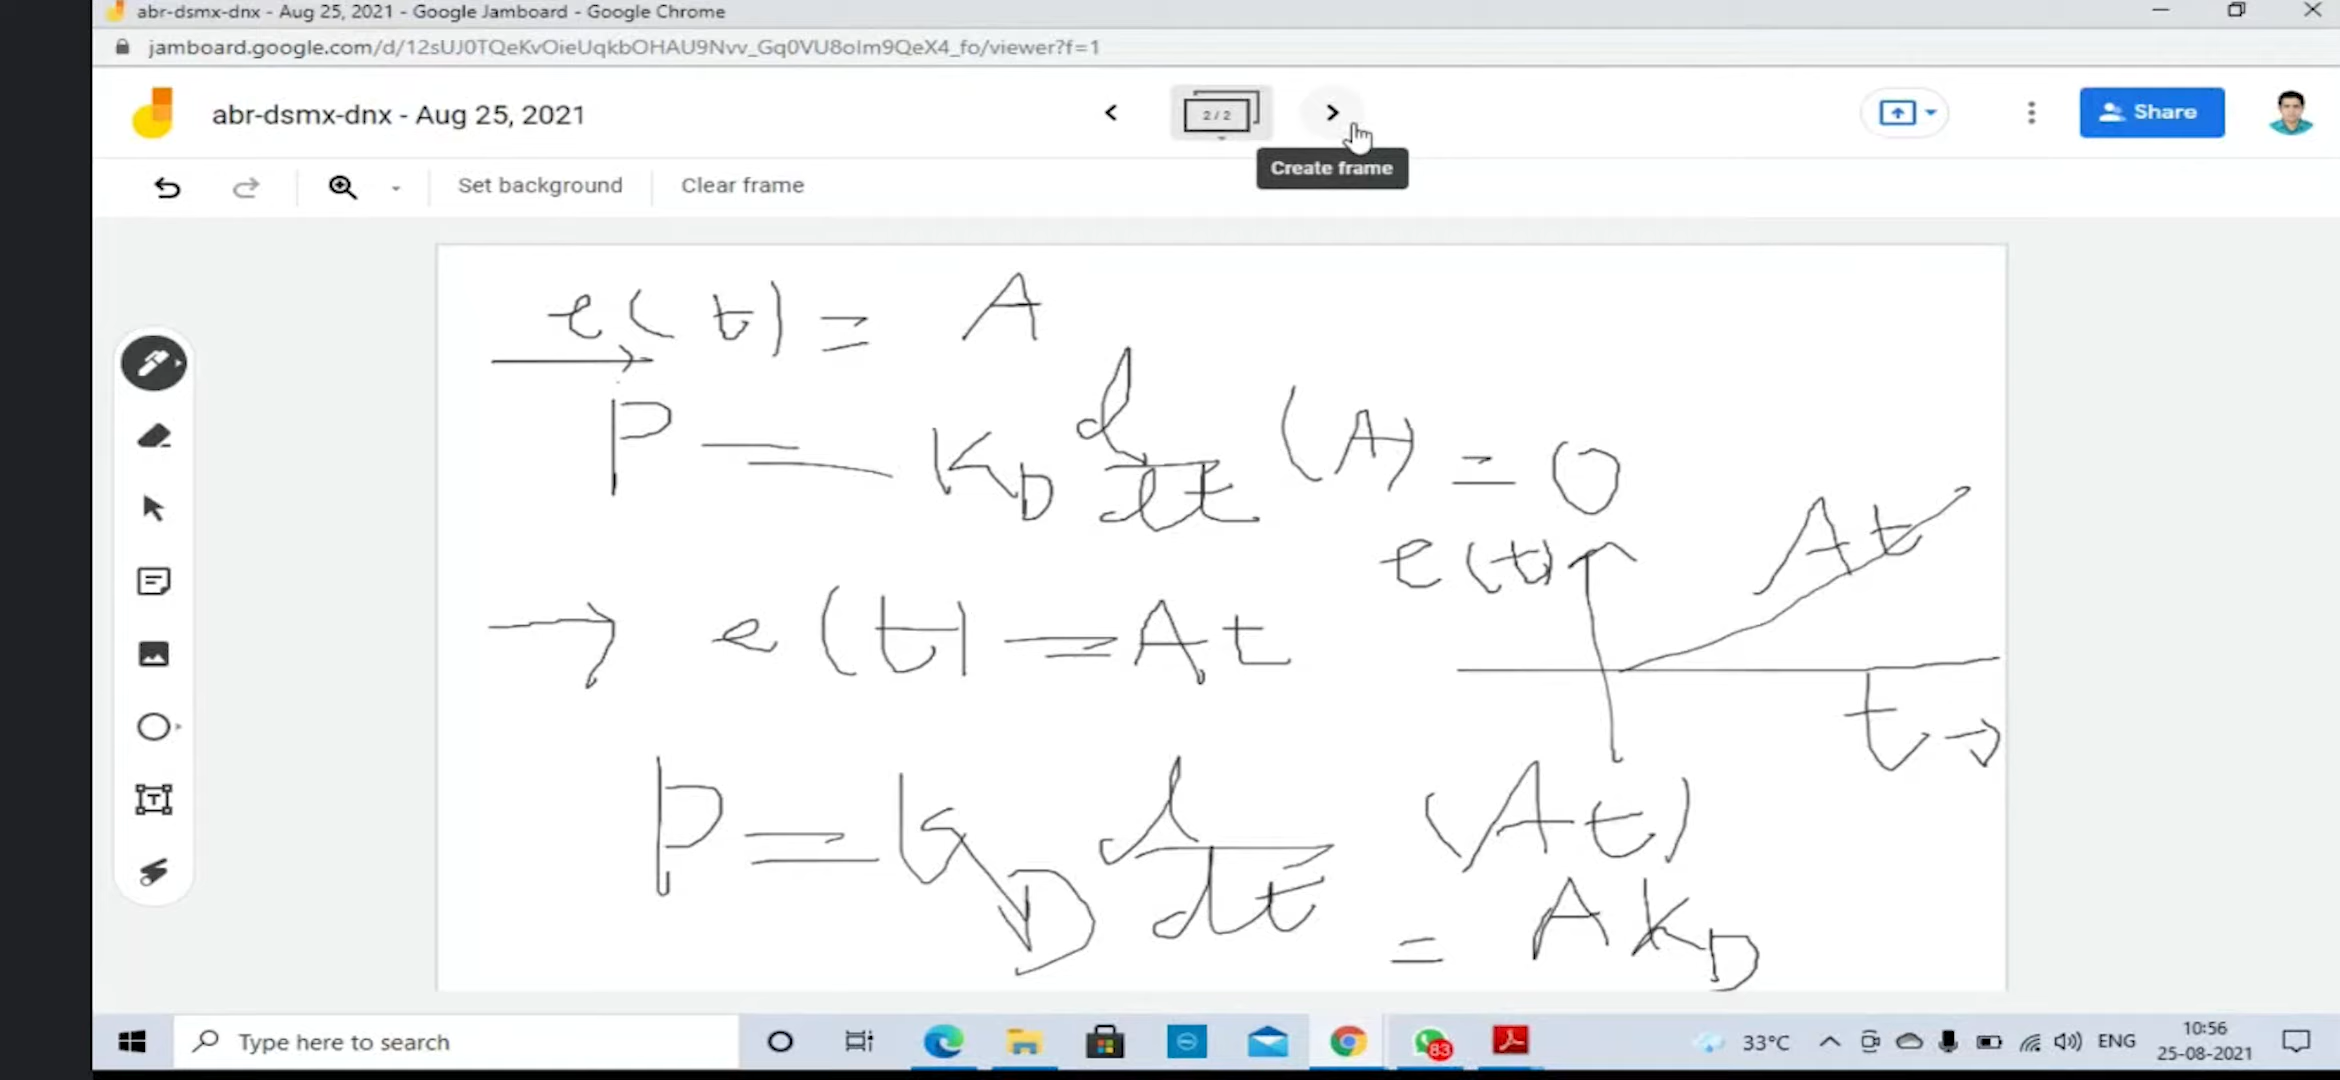 abr-dsmx-dnx - Aug 25, 2021 - Google Jamboard - Google Chrome
jamboard.google.com/d/12sUJ0TQeKvOieUqkbOHAU9Nvv_Gq0VU8oIm9QeX4_fo/viewer?f=1
abr-dsmx-dnx - Aug 25, 2021
2 / 2
Share
Create frame
Set background Clear frame
e(t) = A
P = K_D d/dt (A) = 0
e(t) At
→ e(t) = At
t →
P = K_D d/dt (At)
= A K_D
Type here to search
83
33°C ENG 10:56
25-08-2021